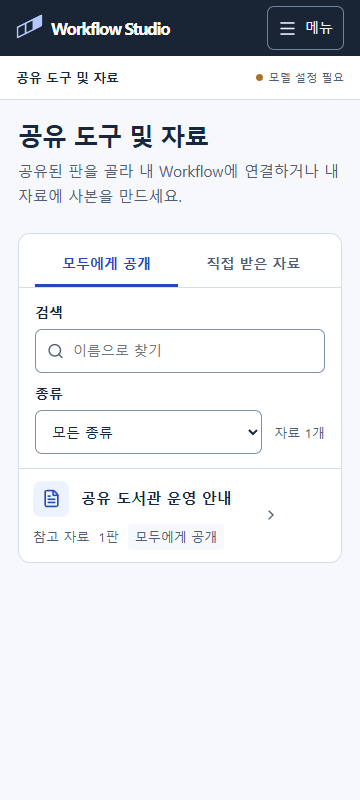 Workflow Studio
메뉴
공유 도구 및 자료
모델 설정 필요
공유 도구 및 자료
공유된 판을 골라 내 Workflow에 연결하거나 내
자료에 사본을 만드세요.
모두에게 공개
직접 받은 자료
검색
이름으로 찾기
종류
모든 종류
자료 1개
공유 도서관 운영 안내
참고 자료 1판 모두에게 공개